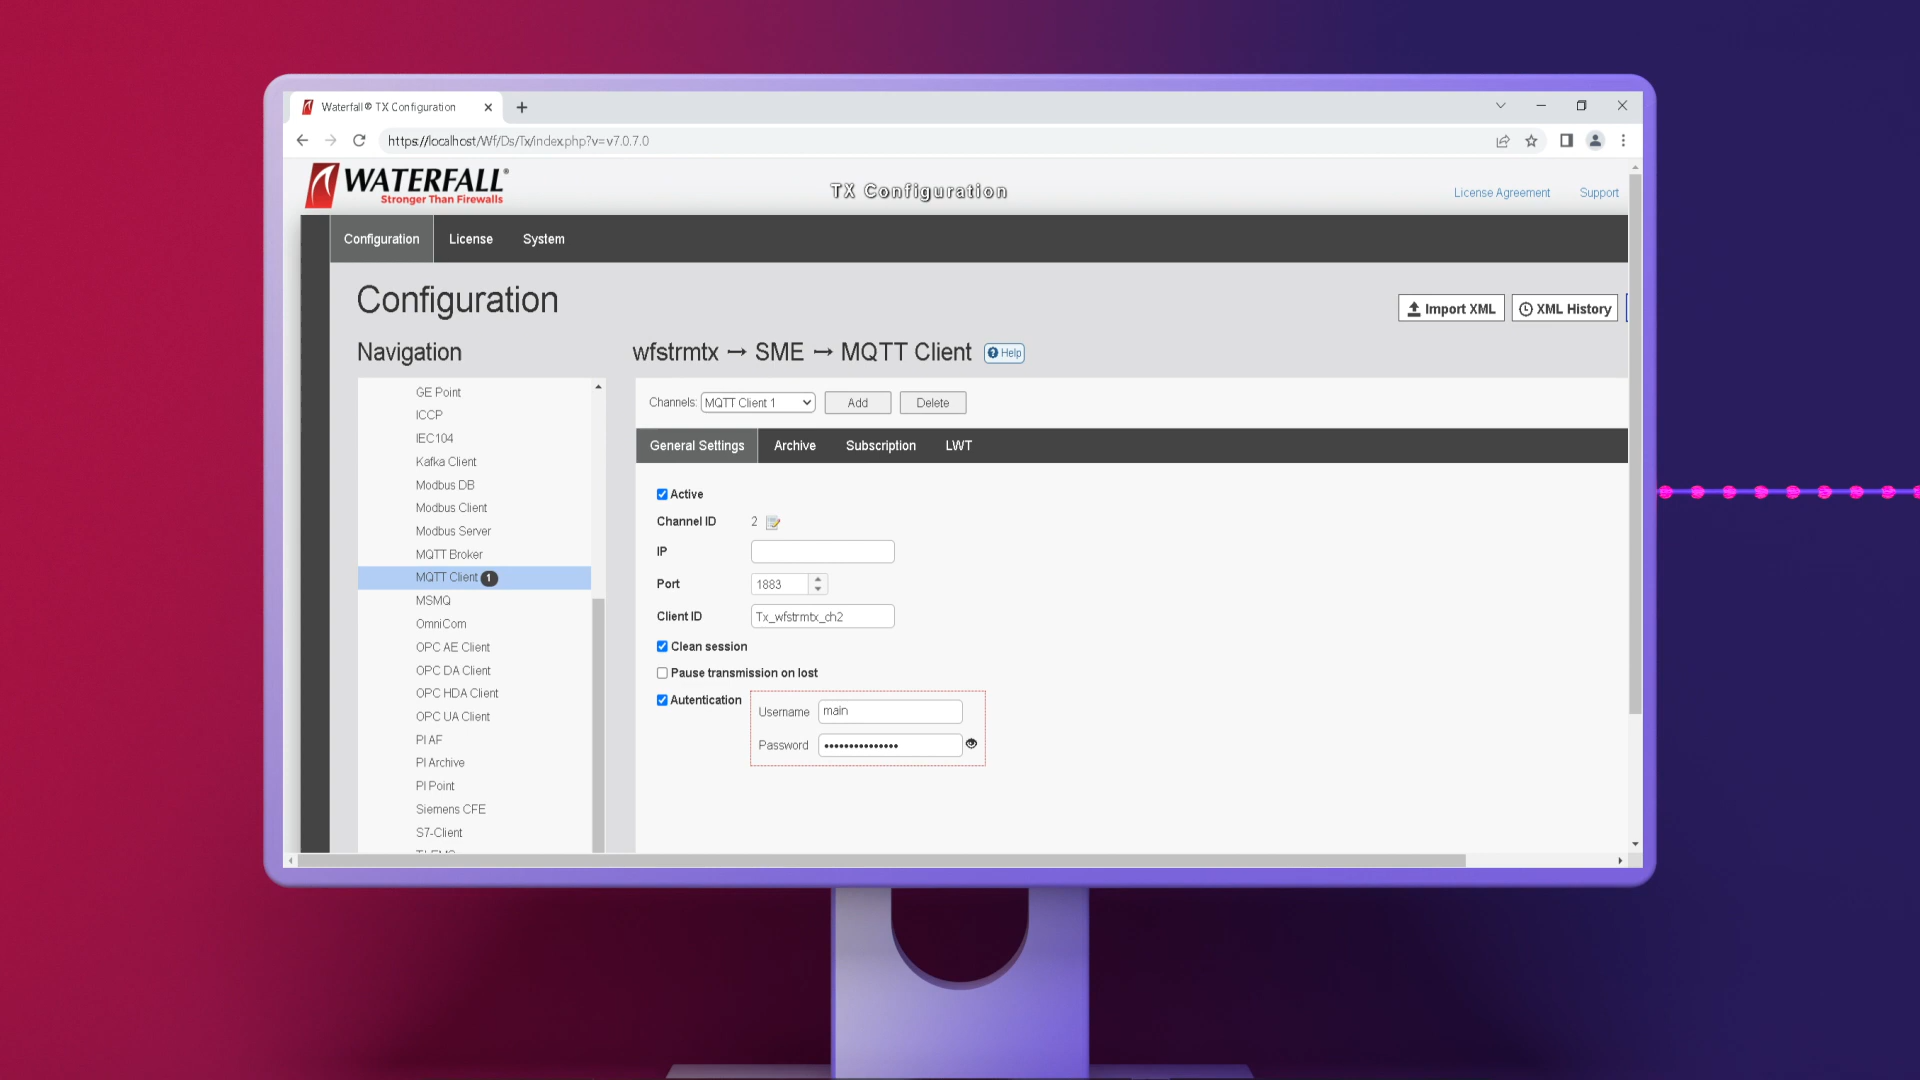 Waterfall® TX Configuration
https://localhost/Wf/Ds/Tx/index.php?v=v7.0.7.0
WATERFALL®
Stronger Than Firewalls
TX Configuration
License Agreement Support
Configuration License System
Configuration
Import XML XML History
Navigation
wfstrmtx → SME → MQTT Client Help
GE Point
ICCP
IEC104
Kafka Client
Modbus DB
Modbus Client
Modbus Server
MQTT Broker
MQTT Client 1
MSMQ
OmniCom
OPC AE Client
OPC DA Client
OPC HDA Client
OPC UA Client
PI AF
PI Archive
PI Point
Siemens CFE
S7-Client
Channels: MQTT Client 1 Add Delete
General Settings Archive Subscription LWT
Active
Channel ID 2
IP
Port 1883
Client ID Tx_wfstrmtx_ch2
Clean session
Pause transmission on lost
Autentication
Username main
Password •••••••••••••••